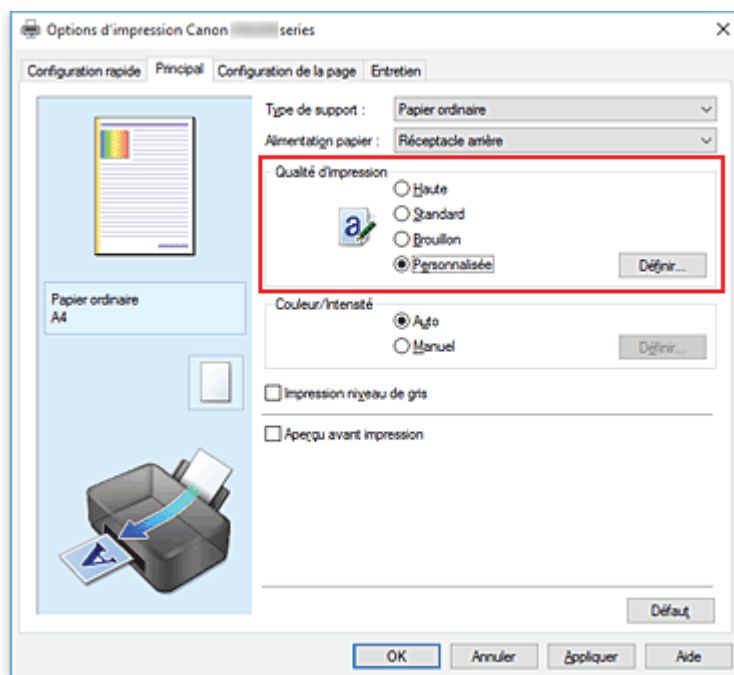 Options d'impression Canon series
Configuration rapide Principal Configuration de la page Entretien
Type de support : Papier ordinaire
Alimentation papier : Réceptacle arrière
Qualité d'impression
Haute
Standard
Brouillon
Personnalisée Définir...
Papier ordinaire
A4
Couleur/Intensité
Auto
Manuel Définir...
Impression niveau de gris
Aperçu avant impression
Défaut
OK Annuler Appliquer Aide